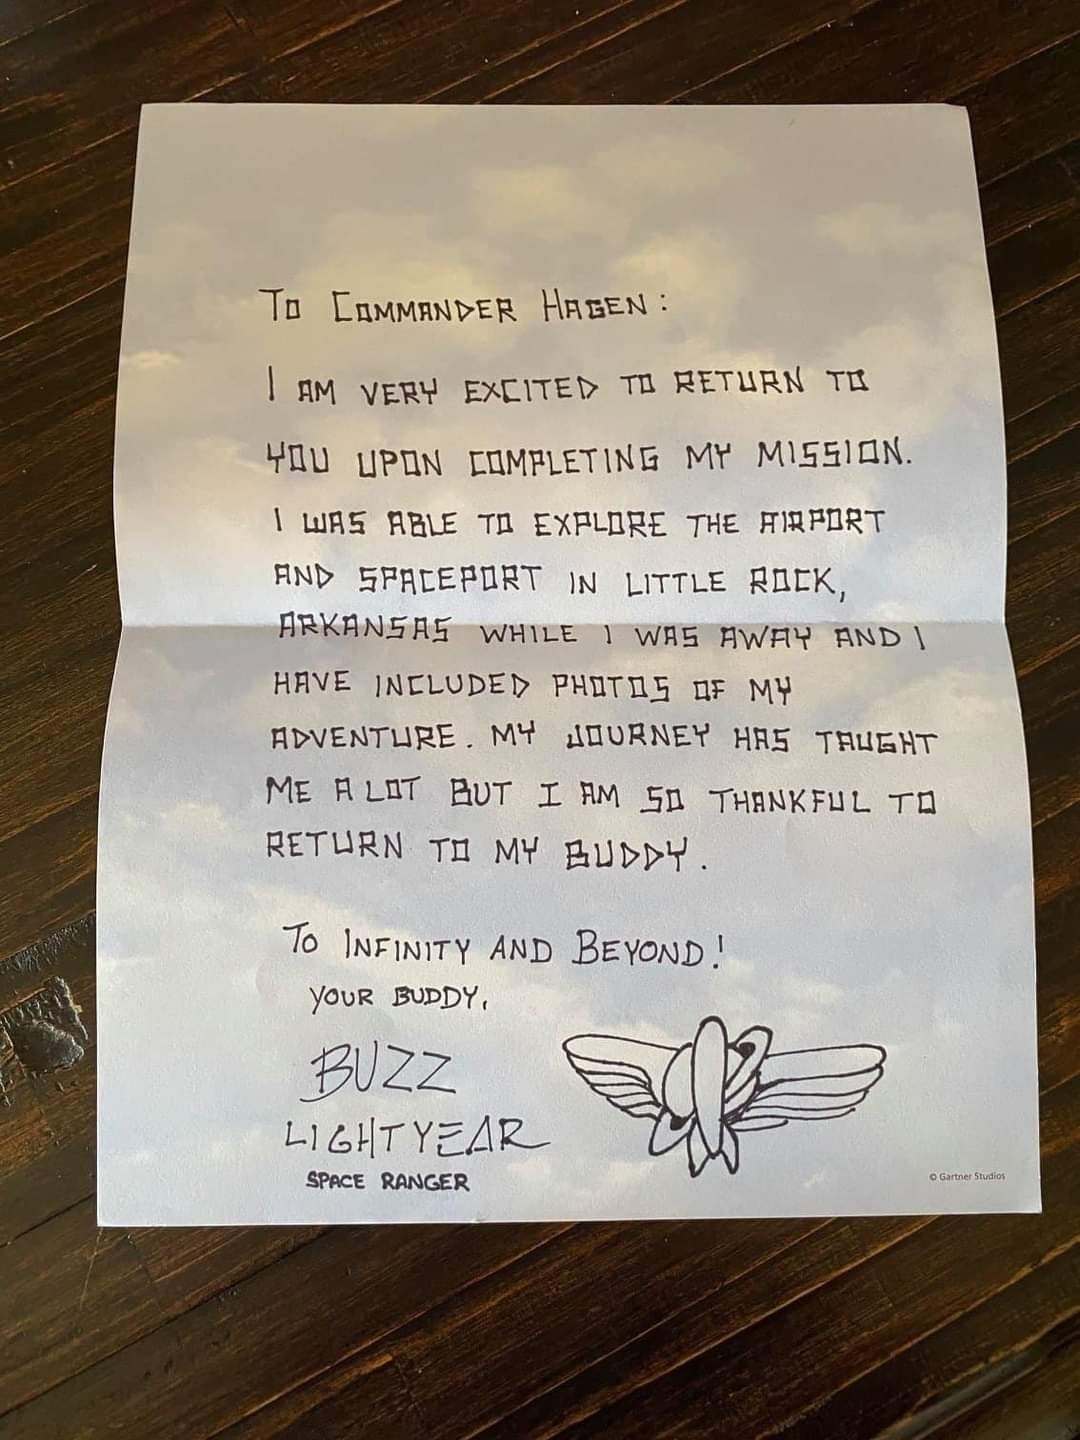 To Commander Hagen:
I am very excited to return to
you upon completing my mission.
I was able to explore the airport
and spaceport in Little Rock,
Arkansas while I was away and I
have included photos of my
adventure. My journey has taught
me a lot but I am so thankful to
return to my buddy.
To Infinity and Beyond!
your buddy,
BUZZ
LIGHTYEAR
SPACE RANGER
© Gartner Studios